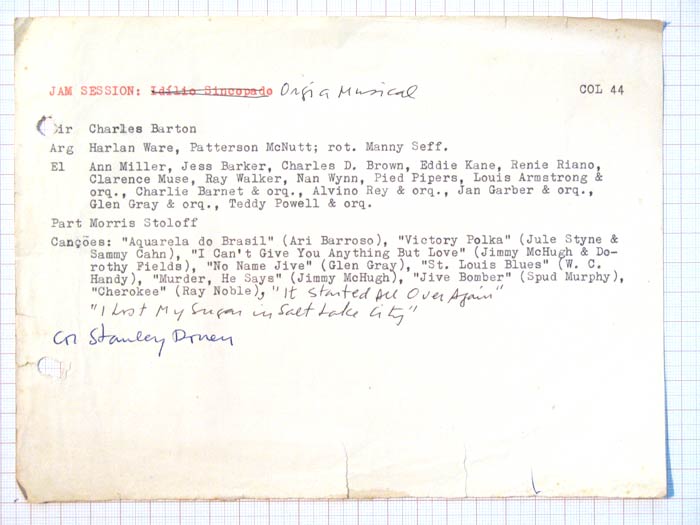 JAM SESSION: Idílio Sincopado Orgia Musical COL 44
Dir Charles Barton
Arg Harlan Ware, Patterson McNutt; rot. Manny Seff.
El Ann Miller, Jess Barker, Charles D. Brown, Eddie Kane, Renie Riano,
Clarence Muse, Ray Walker, Nan Wynn, Pied Pipers, Louis Armstrong &
orq., Charlie Barnet & orq., Alvino Rey & orq., Jan Garber & orq.,
Glen Gray & orq., Teddy Powell & orq.
Part Morris Stoloff
Canções: "Aquarela do Brasil" (Ari Barroso), "Victory Polka" (Jule Styne &
Sammy Cahn), "I Can't Give You Anything But Love" (Jimmy McHugh & Do-
rothy Fields), "No Name Jive" (Glen Gray), "St. Louis Blues" (W. C.
Handy), "Murder, He Says" (Jimmy McHugh), "Jive Bomber" (Spud Murphy),
"Cherokee" (Ray Noble), "It Started All Over Again"
"I Lost My Sugar in Salt Lake City"
cor Stanley Donen